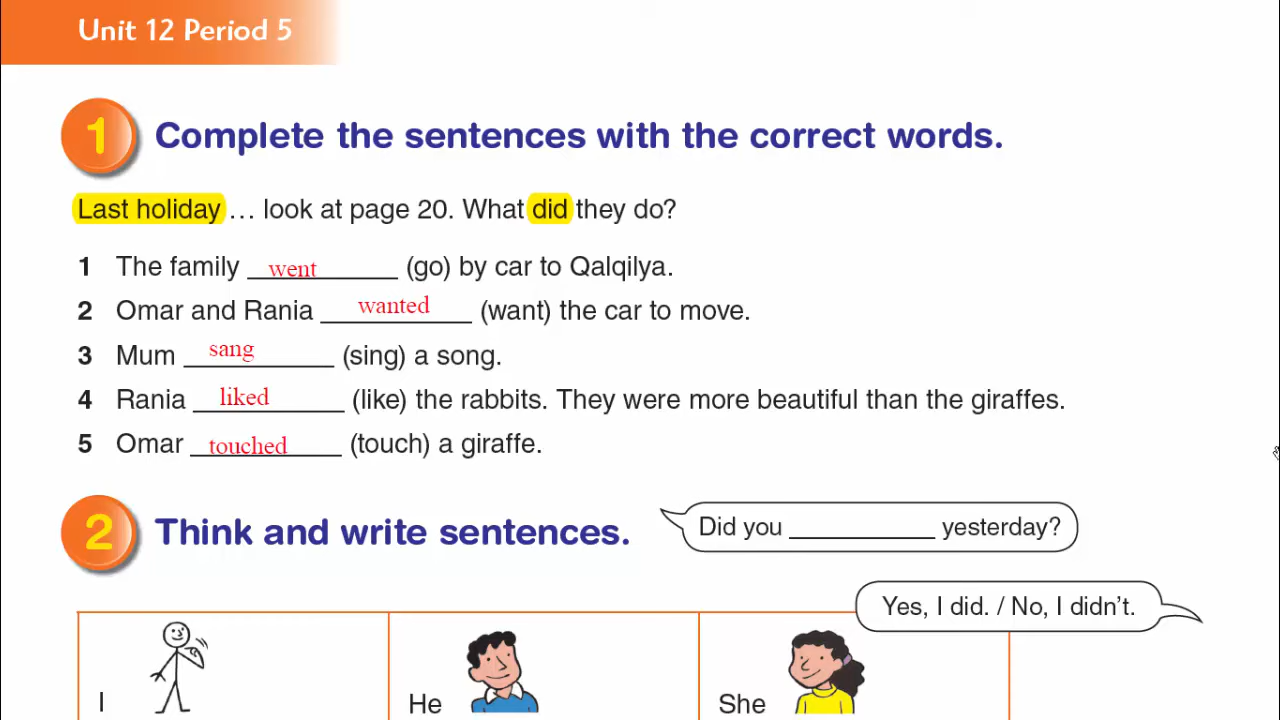 Unit 12 Period 5
1 Complete the sentences with the correct words.
Last holiday … look at page 20. What did they do?
1 The family went (go) by car to Qalqilya.
2 Omar and Rania wanted (want) the car to move.
3 Mum sang (sing) a song.
4 Rania liked (like) the rabbits. They were more beautiful than the giraffes.
5 Omar touched (touch) a giraffe.
2 Think and write sentences.
Did you __________ yesterday?
Yes, I did. / No, I didn't.
I He She